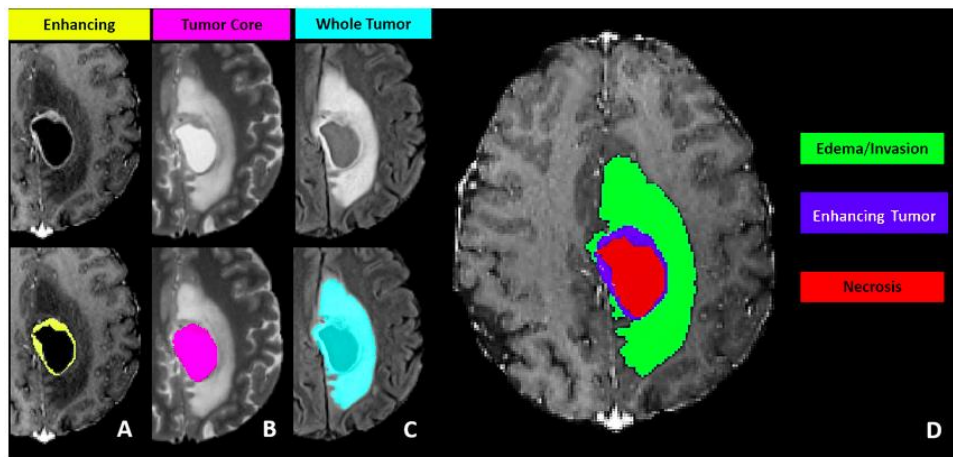 Enhancing
Tumor Core
Whole Tumor
Edema/Invasion
Enhancing Tumor
Necrosis
A
B
C
D